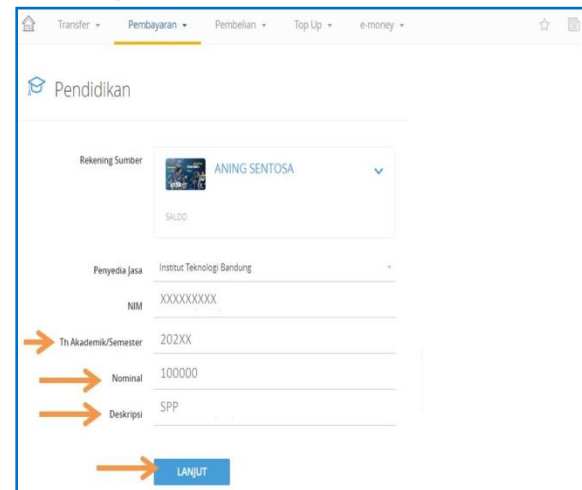 Transfer Pembayaran Pembelian Top Up e-money
Pendidikan
Rekening Sumber ANING SENTOSA
SALDO
Penyedia Jasa Institut Teknologi Bandung
NIM XXXXXXXXX
Th Akademik/Semester 202XX
Nominal 100000
Deskripsi SPP
LANJUT